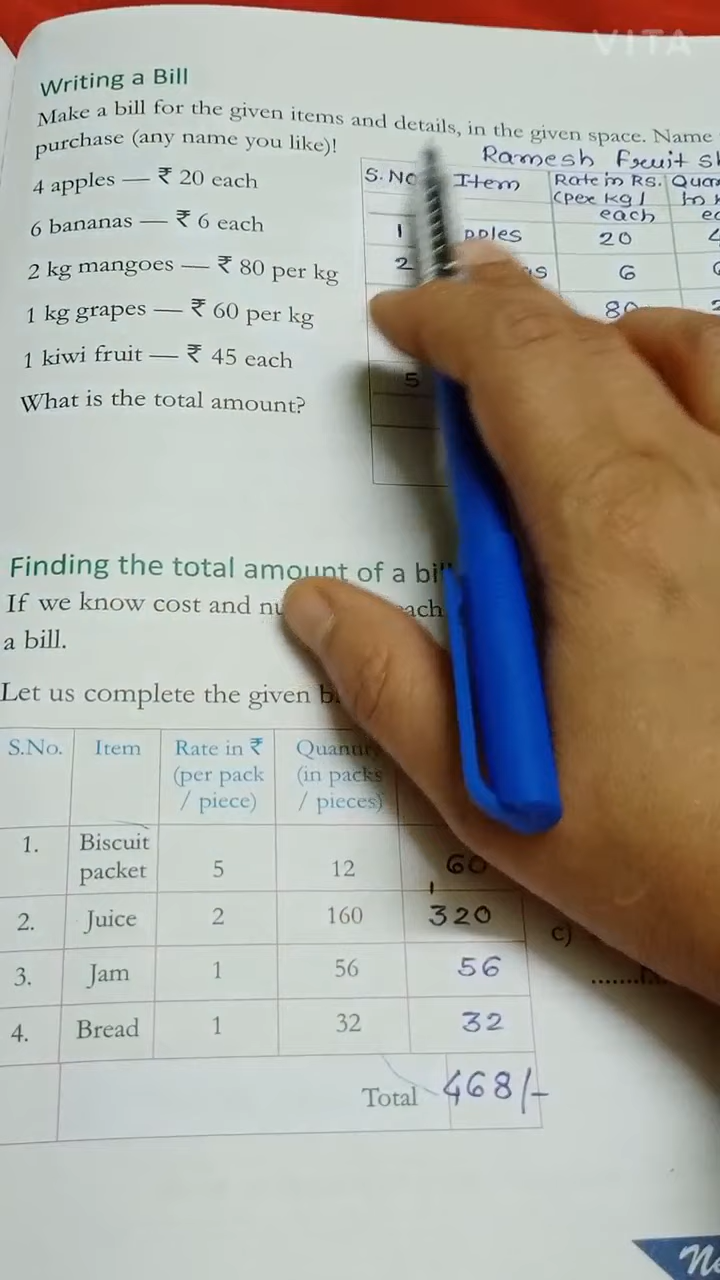 VITA
Writing a Bill
Make a bill for the given items and details, in the given space. Name
purchase (any name you like)!
Ramesh Fruit
4 apples — ₹ 20 each
6 bananas — ₹ 6 each
2 kg mangoes — ₹ 80 per kg
1 kg grapes — ₹ 60 per kg
1 kiwi fruit — ₹ 45 each
What is the total amount?
S. No Item Rate in RS. (per kg / each
1 20
2 6
80
5
Finding the total amount of a
If we know cost and
a bill.
Let us complete the given
S.No. Item Rate in ₹ (per pack / piece) (in packs / pieces)
1. Biscuit packet 5 12 60
2. Juice 2 160 320
3. Jam 1 56 56
4. Bread 1 32 32
Total 468/-
c)